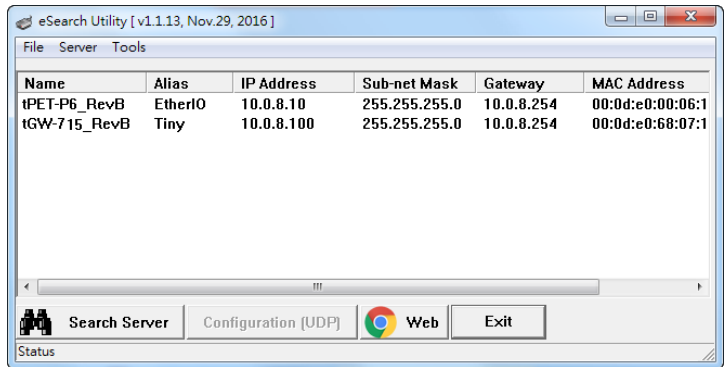 eSearch Utility [ v1.1.13, Nov.29, 2016 ]
File Server Tools
Name Alias IP Address Sub-net Mask Gateway MAC Address
tPET-P6_RevB EtherIO 10.0.8.10 255.255.255.0 10.0.8.254 00:0d:e0:00:06:1
tGW-715_RevB Tiny 10.0.8.100 255.255.255.0 10.0.8.254 00:0d:e0:68:07:1
Search Server Configuration (UDP) Web Exit
Status